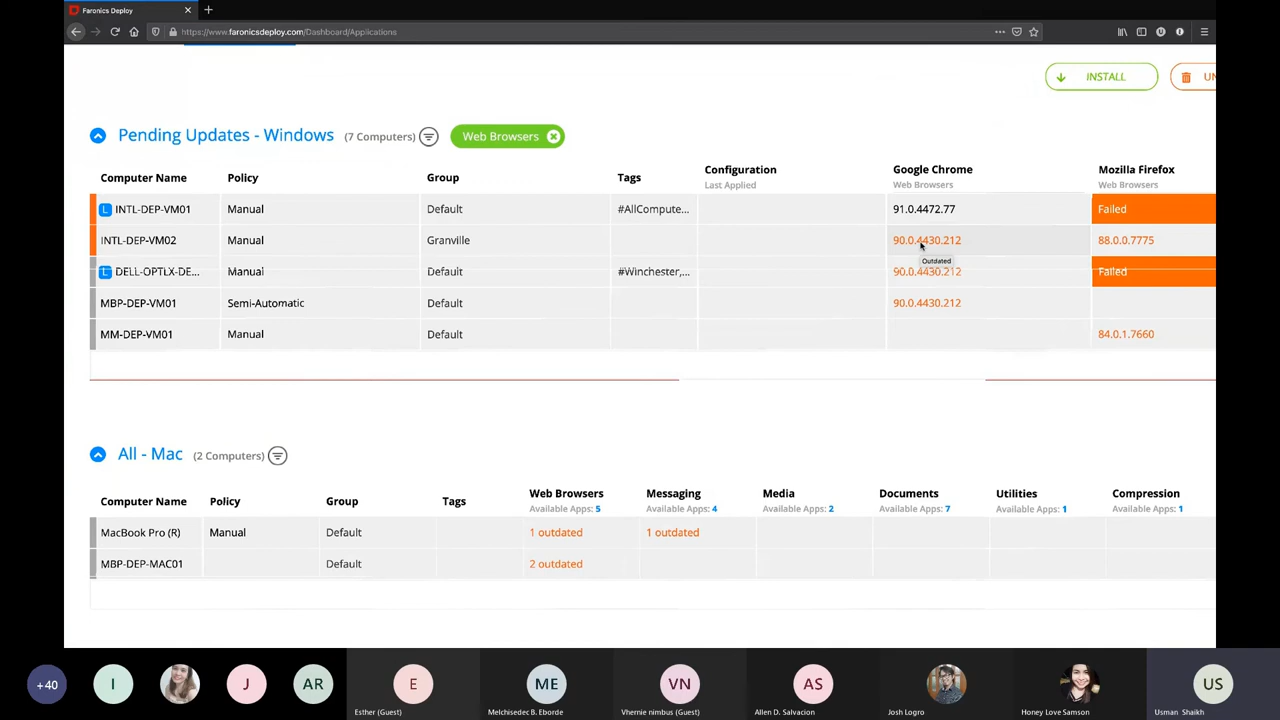 Faronics Deploy
https://www.faronicsdeploy.com/Dashboard/Applications
INSTALL
UN
Pending Updates - Windows (7 Computers) Web Browsers
Computer Name Policy Group Tags Configuration Last Applied Google Chrome Web Browsers Mozilla Firefox Web Browsers
L INTL-DEP-VM01 Manual Default #AllCompute... 91.0.4472.77 Failed
INTL-DEP-VM02 Manual Granville 90.0.4430.212 88.0.0.7775
Outdated
L DELL-OPTLX-DE... Manual Default #Winchester,... 90.0.4430.212 Failed
MBP-DEP-VM01 Semi-Automatic Default 90.0.4430.212
MM-DEP-VM01 Manual Default 84.0.1.7660
All - Mac (2 Computers)
Computer Name Policy Group Tags Web Browsers Available Apps: 5 Messaging Available Apps: 4 Media Available Apps: 2 Documents Available Apps: 7 Utilities Available Apps: 1 Compression Available Apps: 1
MacBook Pro (R) Manual Default 1 outdated 1 outdated
MBP-DEP-MAC01 Default 2 outdated
+40 I J AR E ME VN AS US
Esther (Guest) Melchisedec B. Eborde Vhernie nimbus (Guest) Allen D. Salvacion Josh Logro Honey Love Samson Usman Shaikh